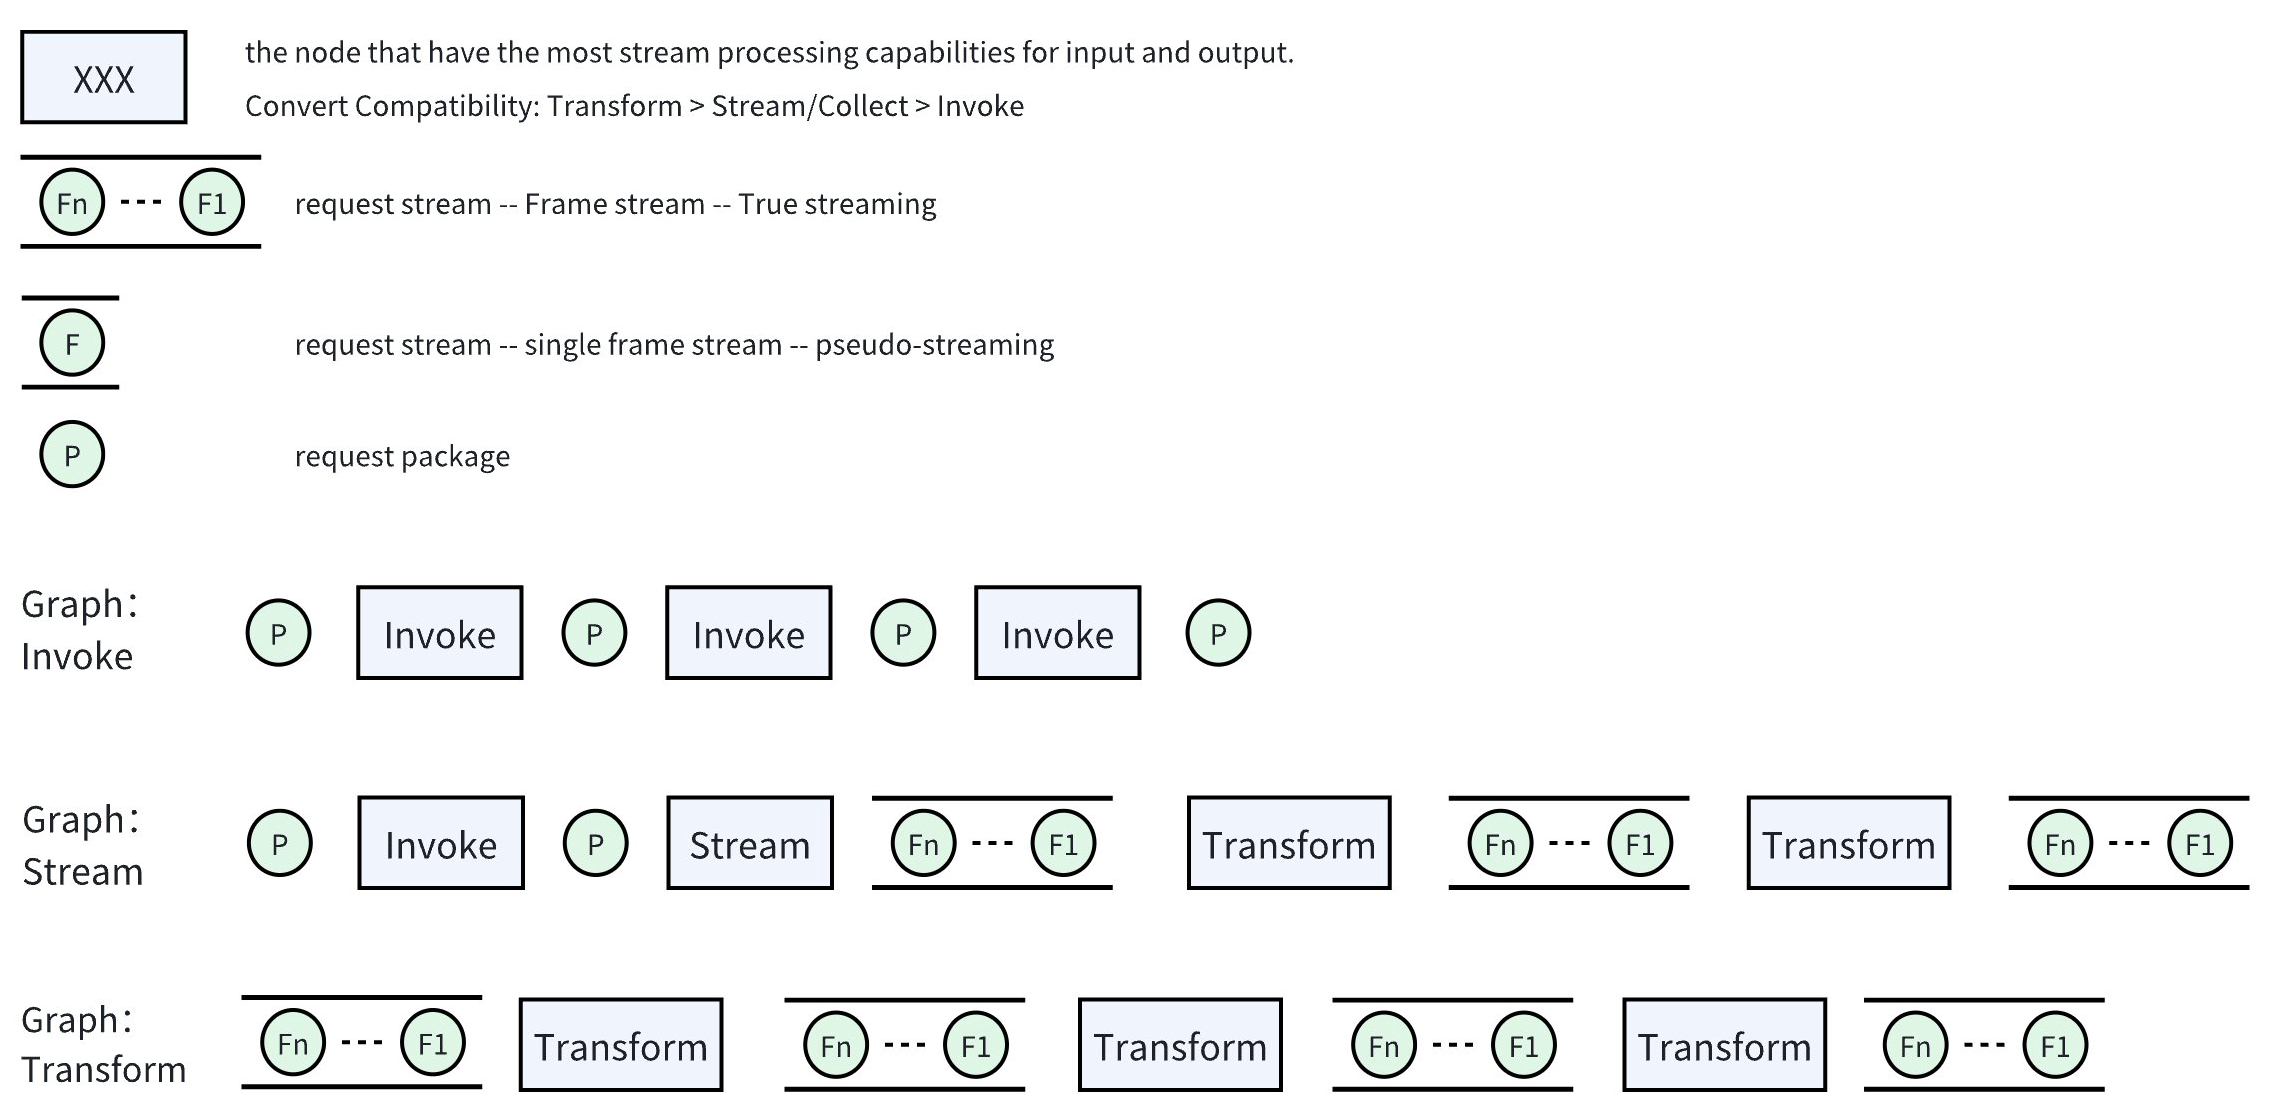 XXX
the node that have the most stream processing capabilities for input and output.
Convert Compatibility: Transform > Stream/Collect > Invoke
Fn --- F1 request stream -- Frame stream -- True streaming
F request stream -- single frame stream -- pseudo-streaming
P request package
Graph：
Invoke
P Invoke P Invoke P Invoke P
Graph：
Stream
P Invoke P Stream Fn --- F1 Transform Fn --- F1 Transform Fn --- F1
Graph：
Transform
Fn --- F1 Transform Fn --- F1 Transform Fn --- F1 Transform Fn --- F1